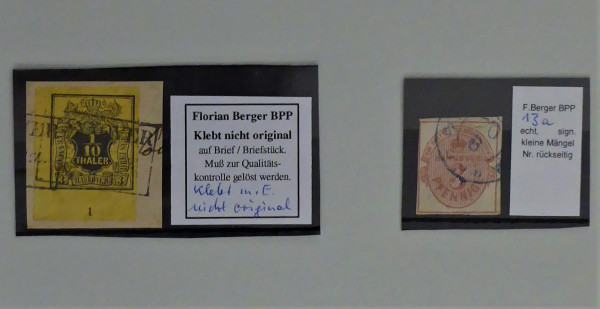 1/10
THALER
1
Florian Berger BPP
Klebt nicht original
auf Brief / Briefstück.
Muß zur Qualitäts-
kontrolle gelöst werden.
Klebt m. E.
nicht original
PFENNIG
F.Berger BPP
13a
echt, sign.
kleine Mängel
Nr. rückseitig